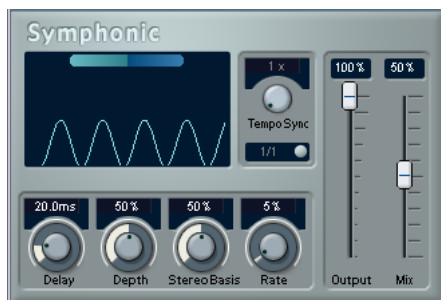 Symphonic
1 x
100 %
50 %
Tempo Sync
1/1
20.0ms
50 %
50 %
5 %
Delay
Depth
Stereo Basis
Rate
Output
Mix